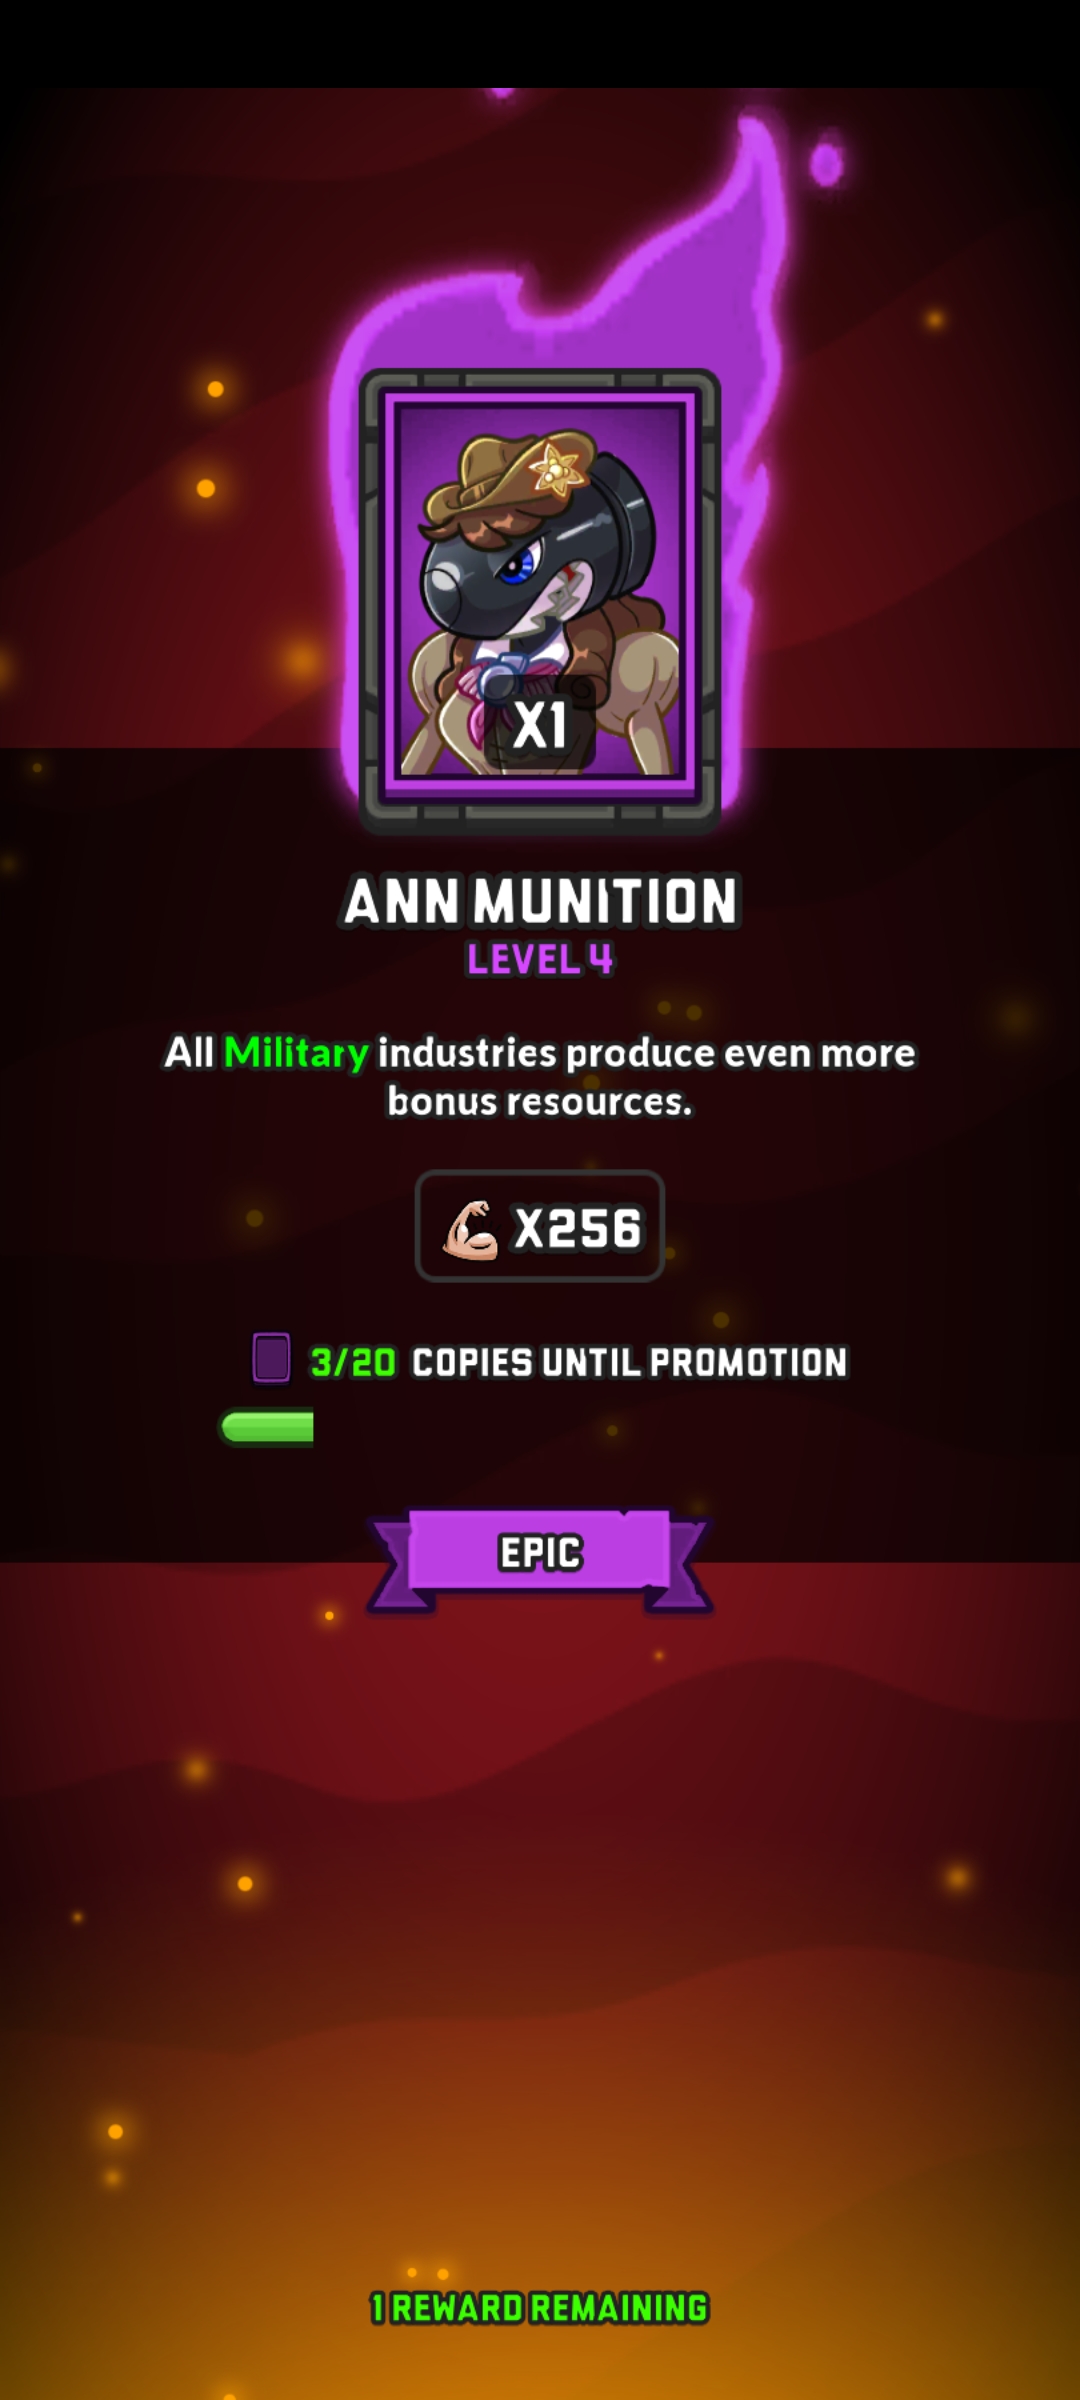 X1
ANN MUNITION
LEVEL 4
All Military industries produce even more
bonus resources.
X256
3/20 COPIES UNTIL PROMOTION
EPIC
1 REWARD REMAINING